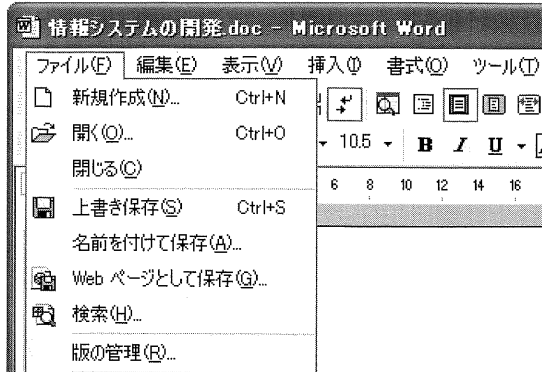 情報システムの開発.doc - Microsoft Word
ファイル(F) 編集(E) 表示(V) 挿入(I) 書式(O) ツール(T)
新規作成(N)... Ctrl+N
開く(O)... Ctrl+O
10.5 B I U
閉じる(C)
6 8 10 12 14 16
上書き保存(S) Ctrl+S
名前を付けて保存(A)...
Web ページとして保存(G)...
検索(H)...
版の管理(R)...